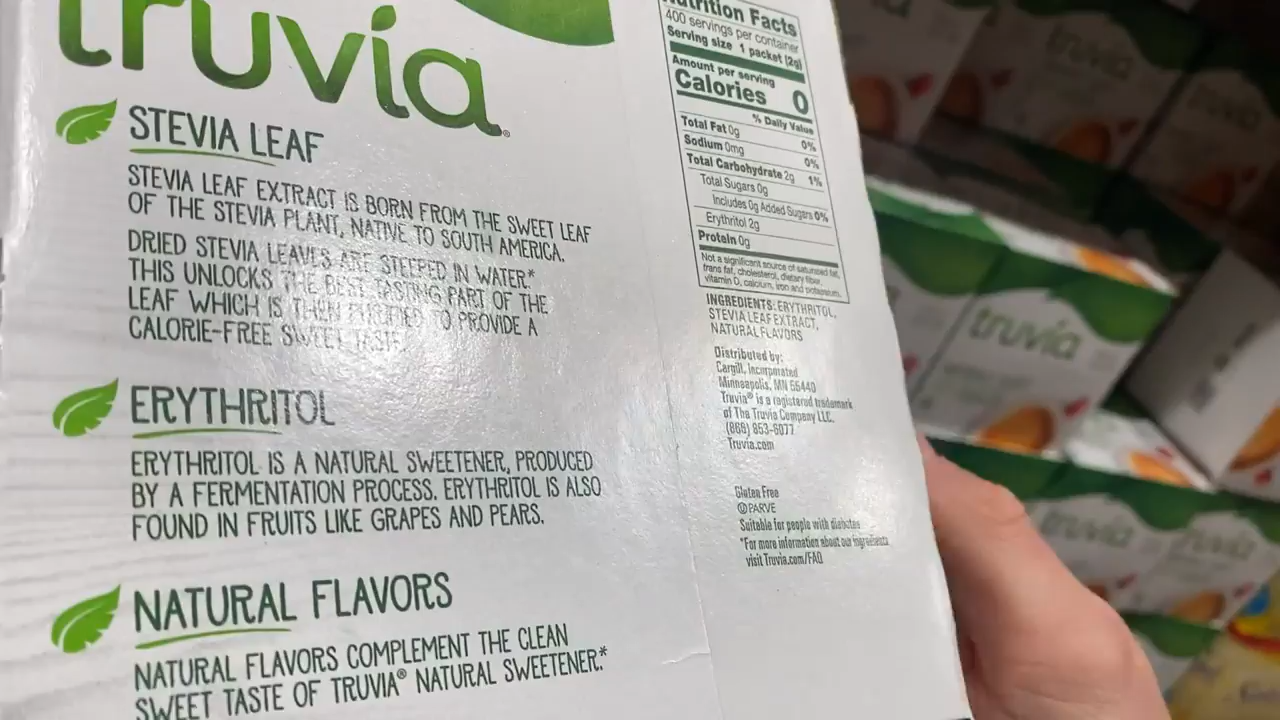 truvia
STEVIA LEAF
STEVIA LEAF EXTRACT IS BORN FROM THE SWEET LEAF
OF THE STEVIA PLANT, NATIVE TO SOUTH AMERICA.
DRIED STEVIA LEAVES ARE STEEPED IN WATER.*
THIS UNLOCKS THE BEST TASTING PART OF THE
LEAF WHICH IS THEN PURIFIED TO PROVIDE A
CALORIE-FREE SWEET TASTE.
ERYTHRITOL
ERYTHRITOL IS A NATURAL SWEETENER, PRODUCED
BY A FERMENTATION PROCESS. ERYTHRITOL IS ALSO
FOUND IN FRUITS LIKE GRAPES AND PEARS.
NATURAL FLAVORS
NATURAL FLAVORS COMPLEMENT THE CLEAN
SWEET TASTE OF TRUVIA® NATURAL SWEETENER.*
Nutrition Facts
400 servings per container
Serving size 1 packet (2g)
Amount per serving
Calories 0
% Daily Value
Total Fat 0g 0%
Sodium 0mg 0%
Total Carbohydrate 2g 1%
Total Sugars 0g
Includes 0g Added Sugars 0%
Erythritol 2g
Protein 0g
Not a significant source of saturated fat,
trans fat, cholesterol, dietary fiber,
vitamin D, calcium, iron and potassium.
INGREDIENTS: ERYTHRITOL,
STEVIA LEAF EXTRACT,
NATURAL FLAVORS
Distributed by:
Cargill, Incorporated
Minneapolis, MN 55440
Truvia® is a registered trademark
of The Truvia Company LLC.
(866) 853-6077
Truvia.com
Gluten Free
Ⓤ PARVE
Suitable for people with diabetes
*For more information about our ingredients
visit Truvia.com/FAQ
truvia
truvia
truvia
truvia